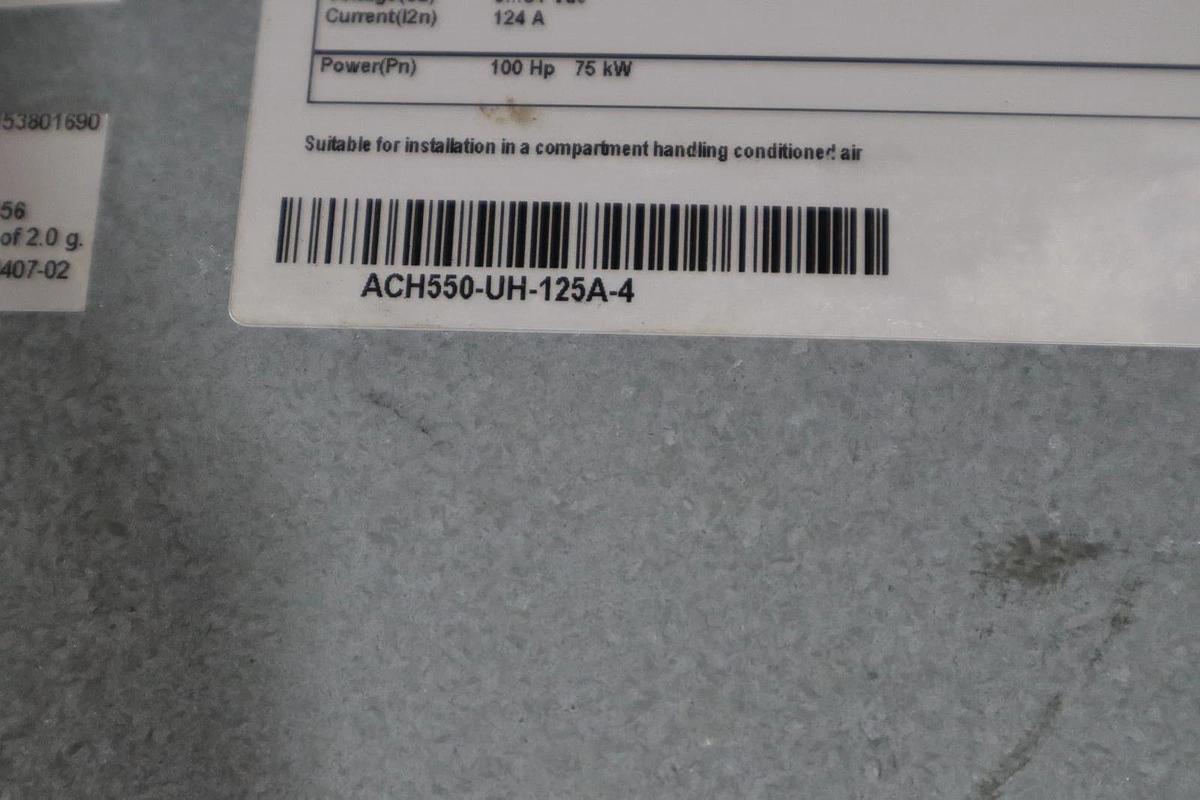 Current(I2n) 124 A
Power(Pn) 100 Hp 75 kW
Suitable for installation in a compartment handling conditioned air
ACH550-UH-125A-4
53801690
56
of 2.0 g.
407-02